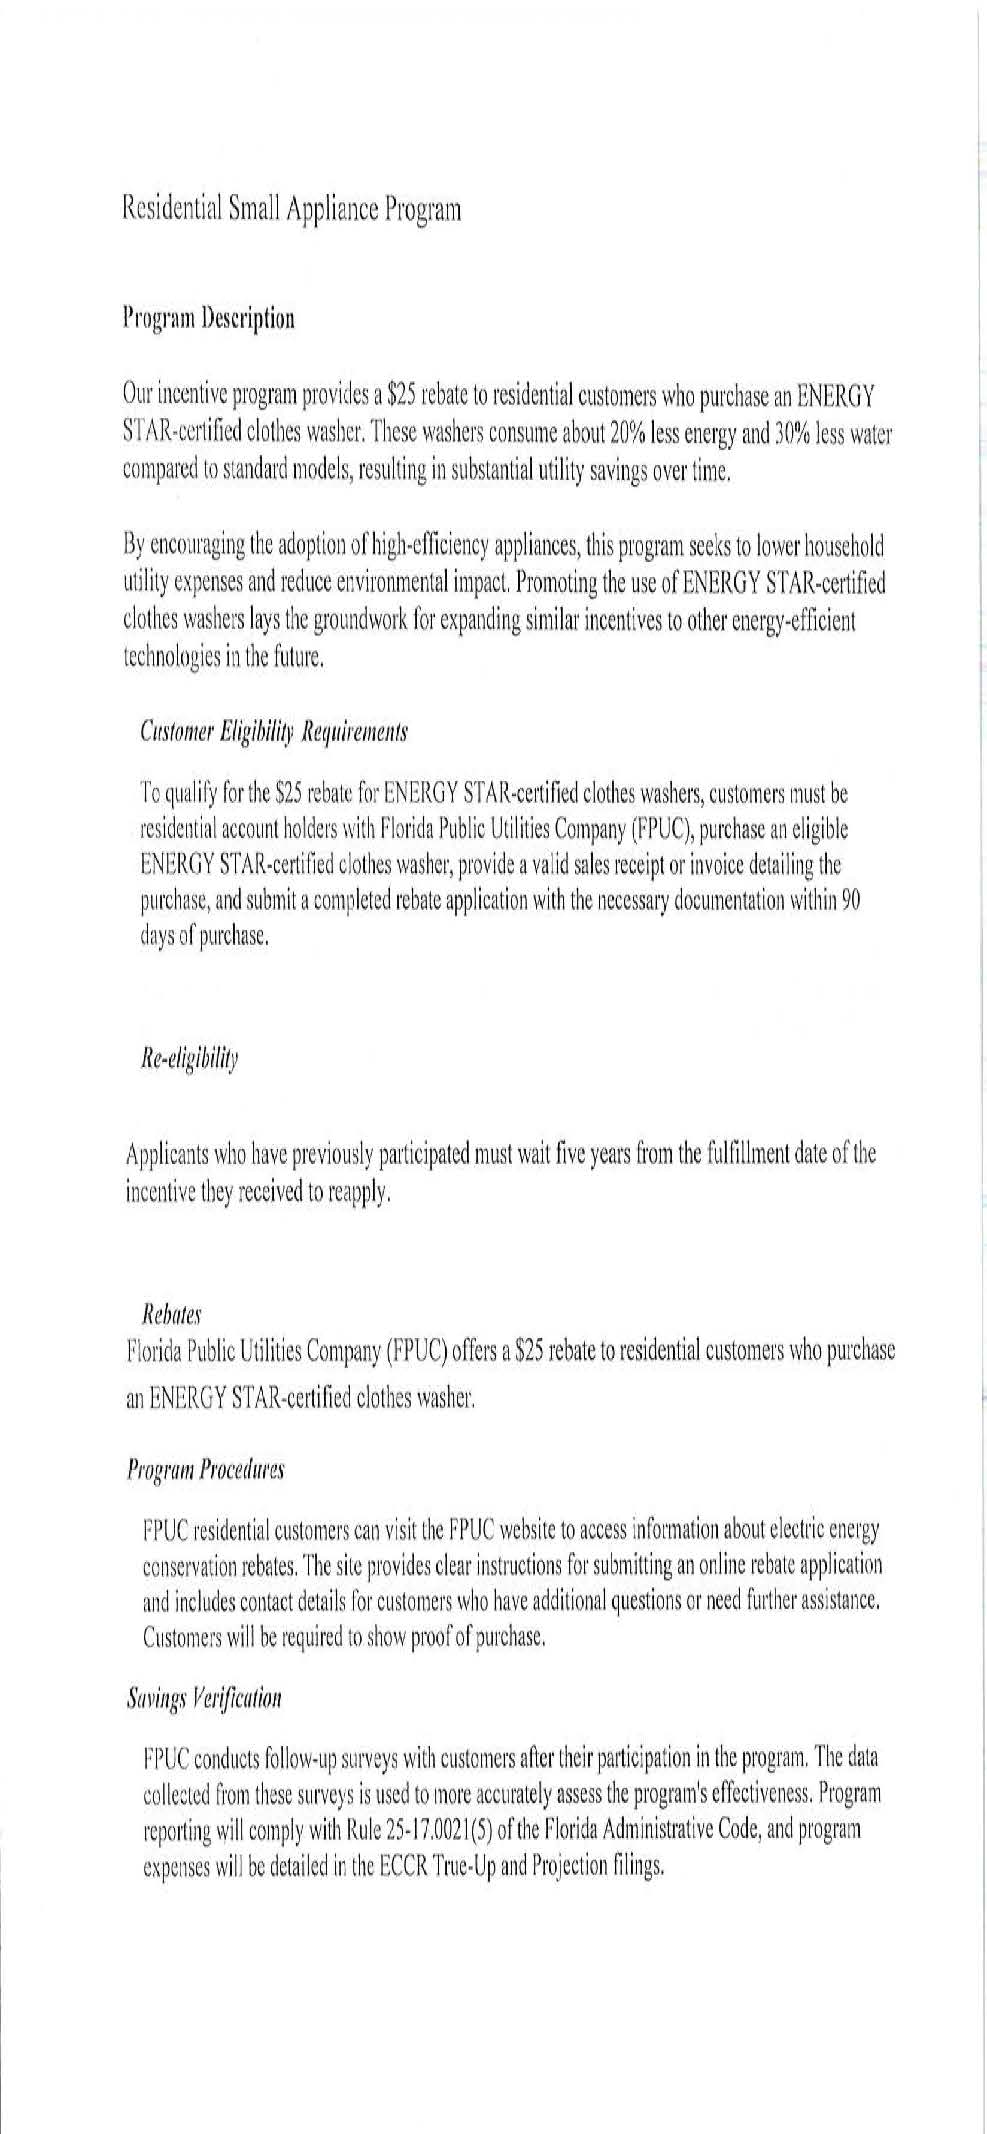 Residential Small Appliance Program
Program Description
Our incentive program provides a $25 rebate to residential customers who purchase an ENERGY
STAR-certified clothes washer. These washers consume about 20% less energy and 30% less water
compared to standard models, resulting in substantial utility savings over time.
By encouraging the adoption of high-efficiency appliances, this program seeks to lower household
utility expenses and reduce environmental impact. Promoting the use of ENERGY STAR-certified
clothes washers lays the groundwork for expanding similar incentives to other energy-efficient
technologies in the future.
Customer Eligibility Requirements
To qualify for the $25 rebate for ENERGY STAR-certified clothes washers, customers must be
residential account holders with Florida Public Utilities Company (FPUC), purchase an eligible
ENERGY STAR-certified clothes washer, provide a valid sales receipt or invoice detailing the
purchase, and submit a completed rebate application with the necessary documentation within 90
days of purchase.
Re-eligibility
Applicants who have previously participated must wait five years from the fulfillment date of the
incentive they received to reapply.
Rebates
Florida Public Utilities Company (FPUC) offers a $25 rebate to residential customers who purchase
an ENERGY STAR-certified clothes washer.
Program Procedures
FPUC residential customers can visit the FPUC website to access information about electric energy
conservation rebates. The site provides clear instructions for submitting an online rebate application
and includes contact details for customers who have additional questions or need further assistance.
Customers will be required to show proof of purchase.
Savings Verification
FPUC conducts follow-up surveys with customers after their participation in the program. The data
collected from these surveys is used to more accurately assess the program's effectiveness. Program
reporting will comply with Rule 25-17.0021(5) of the Florida Administrative Code, and program
expenses will be detailed in the ECCR True-Up and Projection filings.